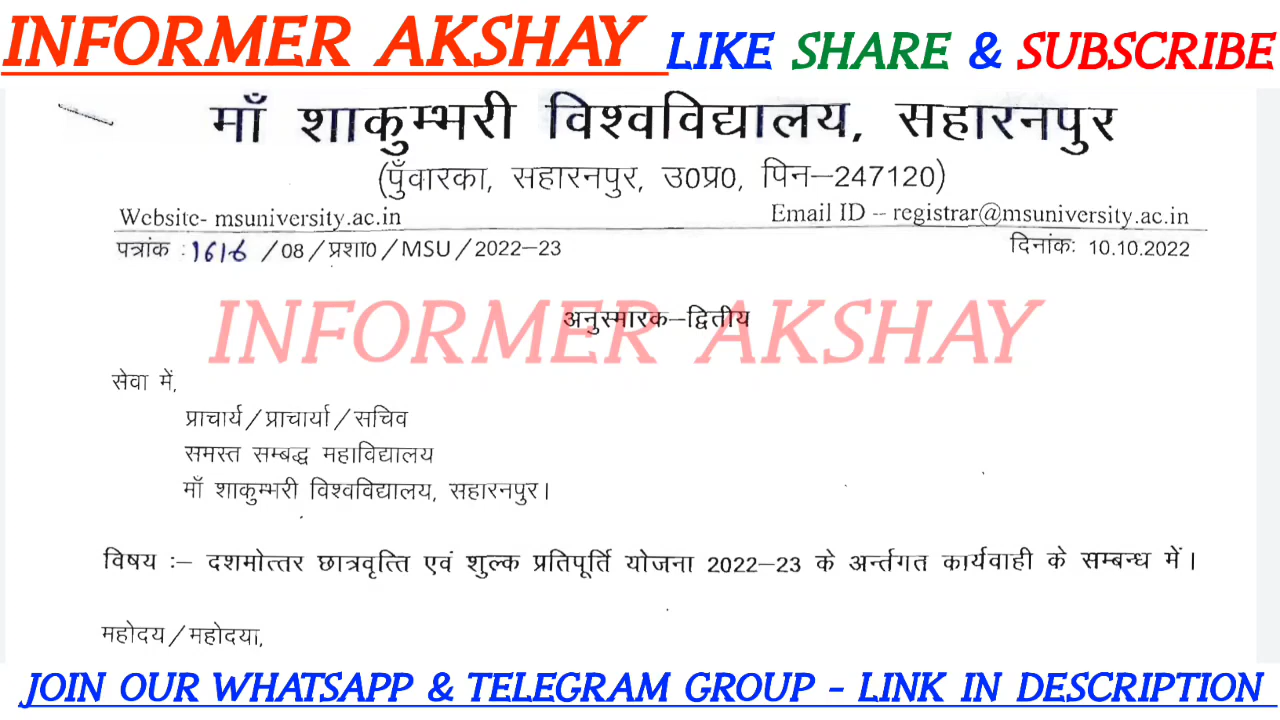 INFORMER AKSHAY LIKE SHARE & SUBSCRIBE
माँ शाकुम्भरी विश्वविद्यालय, सहारनपुर
(पुँवारका, सहारनपुर, उ0प्र0, पिन–247120)
Website- msuniversity.ac.in Email ID – registrar@msuniversity.ac.in
पत्रांक :1616 /08/प्रशा0/MSU/2022–23 दिनांकः 10.10.2022
INFORMER AKSHAY
अनुस्मारक–द्वितीय
सेवा में,
प्राचार्य/प्राचार्या/सचिव
समस्त सम्बद्ध महाविद्यालय
माँ शाकुम्भरी विश्वविद्यालय, सहारनपुर।
विषय :– दशमोत्तर छात्रवृत्ति एवं शुल्क प्रतिपूर्ति योजना 2022–23 के अर्न्तगत कार्यवाही के सम्बन्ध में।
महोदय/महोदया,
JOIN OUR WHATSAPP & TELEGRAM GROUP - LINK IN DESCRIPTION